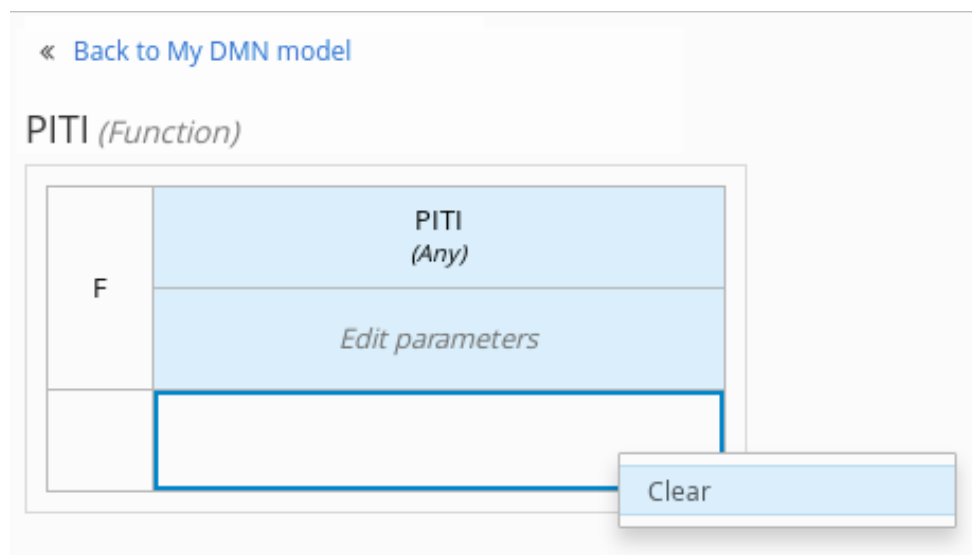 « Back to My DMN model
PITI (Function)
PITI
(Any)
F
Edit parameters
Clear